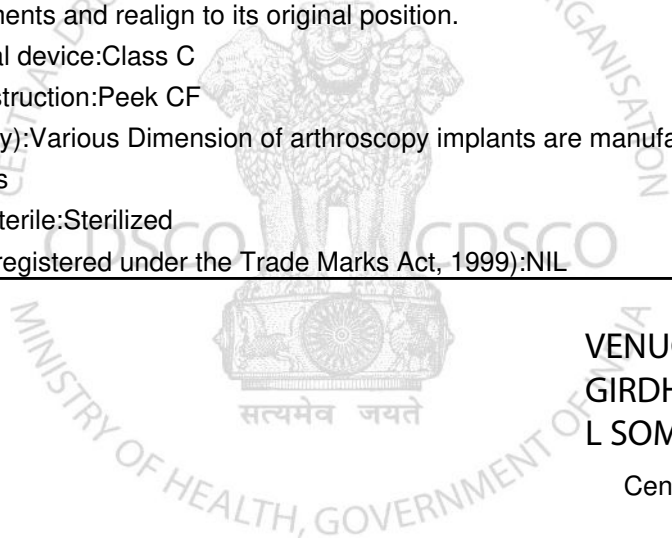 ments and realign to its original position.
al device:Class C
struction:Peek CF
y):Various Dimension of arthroscopy implants are manufa
s
terile:Sterilized
registered under the Trade Marks Act, 1999):NIL
CDSCO CDSCO
सत्यमेव जयते
MINISTRY OF HEALTH, GOVERNMENT OF INDIA
VENU
GIRDH
L SOM
Cen